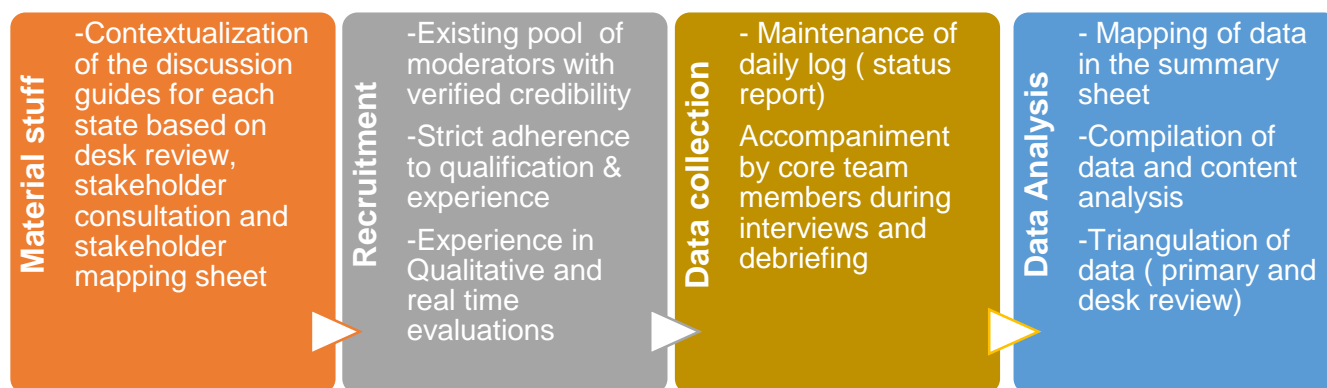 Material stuff
-Contextualization
of the discussion
guides for each
state based on
desk review,
stakeholder
consultation and
stakeholder
mapping sheet
Recruitment
-Existing pool of
moderators with
verified credibility
-Strict adherence
to qualification &
experience
-Experience in
Qualitative and
real time
evaluations
Data collection
- Maintenance of
daily log ( status
report)
Accompaniment
by core team
members during
interviews and
debriefing
Data Analysis
- Mapping of data
in the summary
sheet
-Compilation of
data and content
analysis
-Triangulation of
data ( primary and
desk review)